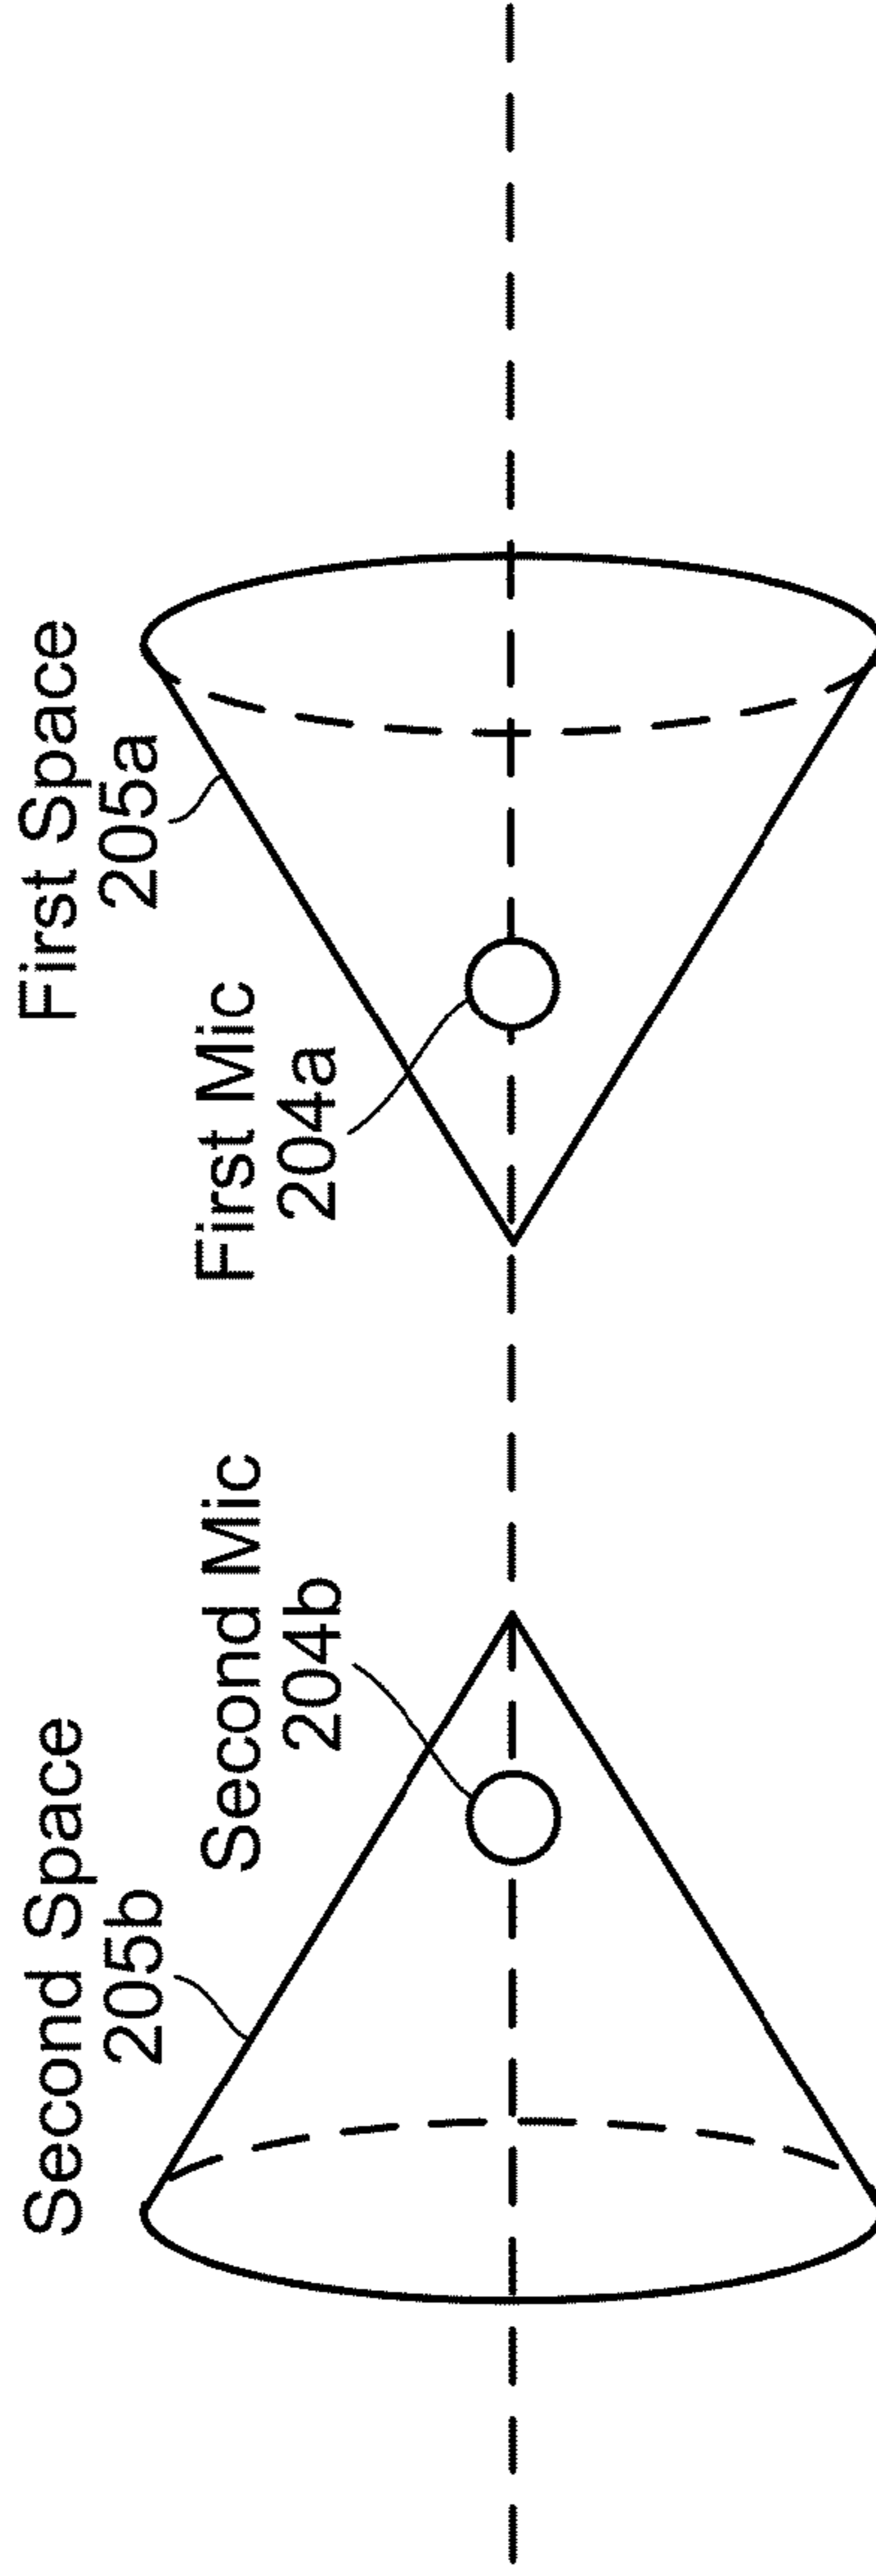 Second Space
205b
First Space
205a
Second Mic
204b
First Mic
204a